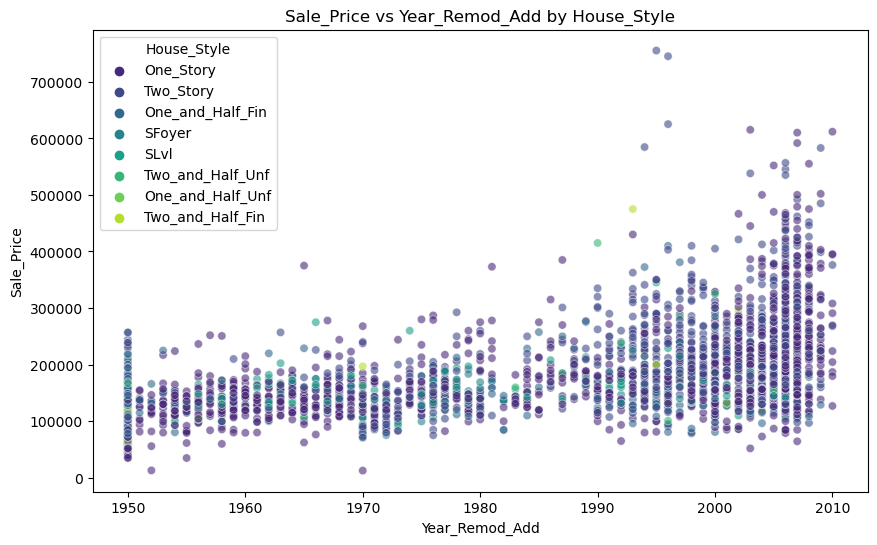 Sale_Price vs Year_Remod_Add by House_Style
House_Style
One_Story
Two_Story
One_and_Half_Fin
SFoyer
SLvl
Two_and_Half_Unf
One_and_Half_Unf
Two_and_Half_Fin
Sale_Price
700000
600000
500000
400000
300000
200000
100000
0
1950 1960 1970 1980 1990 2000 2010
Year_Remod_Add